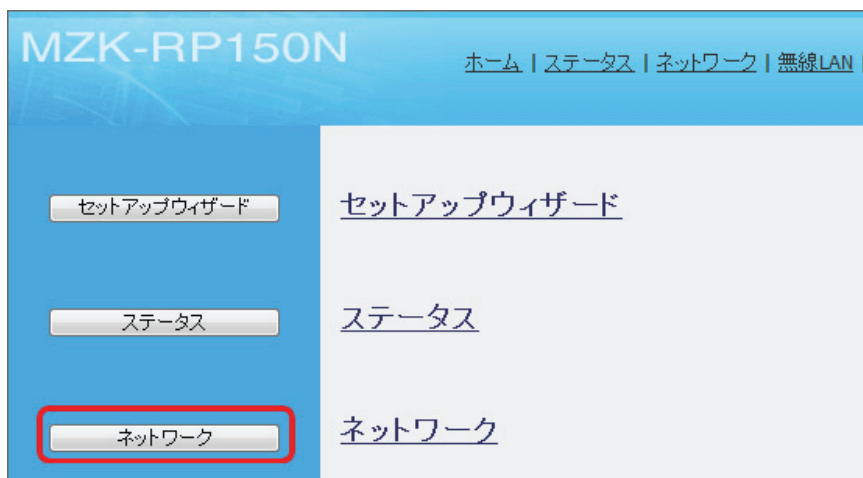 MZK-RP150N
ホーム | ステータス | ネットワーク | 無線LAN |
セットアップウィザード
セットアップウィザード
ステータス
ステータス
ネットワーク
ネットワーク